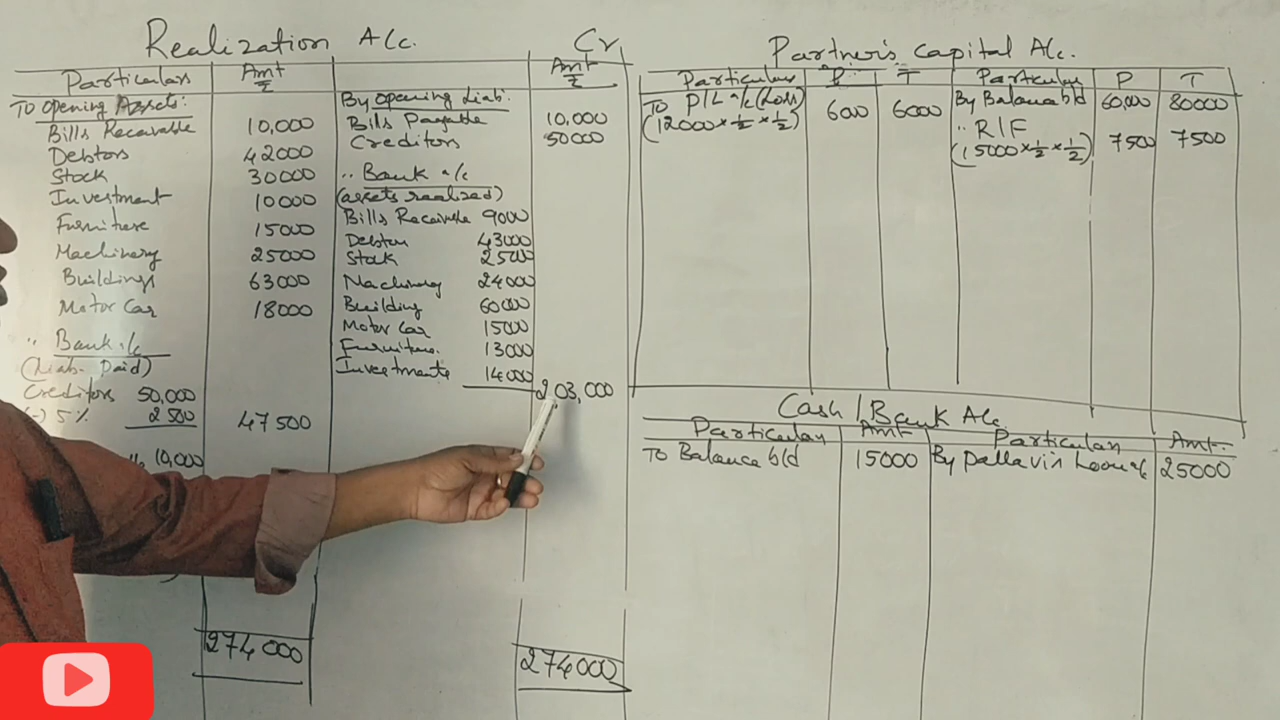 Realization A/c.
Cr
Particulars Amt ₹
Amt ₹
To Opening Assets:
Bills Receivable 10,000
Debtors 42000
Stock 30000
Investment 10000
Furniture 15000
Machinery 25000
Buildings 63000
Motor Car 18000
" Bank a/c
(Liab. Paid)
Creditors 50,000
(-) 5% 2500 47500
10,000
274000
By Opening Liab.
Bills Payable 10,000
Creditors 50000
" Bank a/c
(assets realized)
Bills Receivable 9000
Debtor 43000
Stock 25000
Machinery 24000
Building 60000
Motor Car 15000
Furniture. 13000
Investments 14000
203,000
274000
Partner's Capital A/c.
Particulars P T Particular P T
To P/L a/c (Loss) 6000 6000
(12000 × ½ × ½)
By Balance b/d 60,000 80000
" R/F
(15000 × ½ × ½) 7500 7500
Cash / Bank A/c
Particular Amt Particular Amt.
To Balance b/d 15000 By Pallavi's Loan a/c 25000